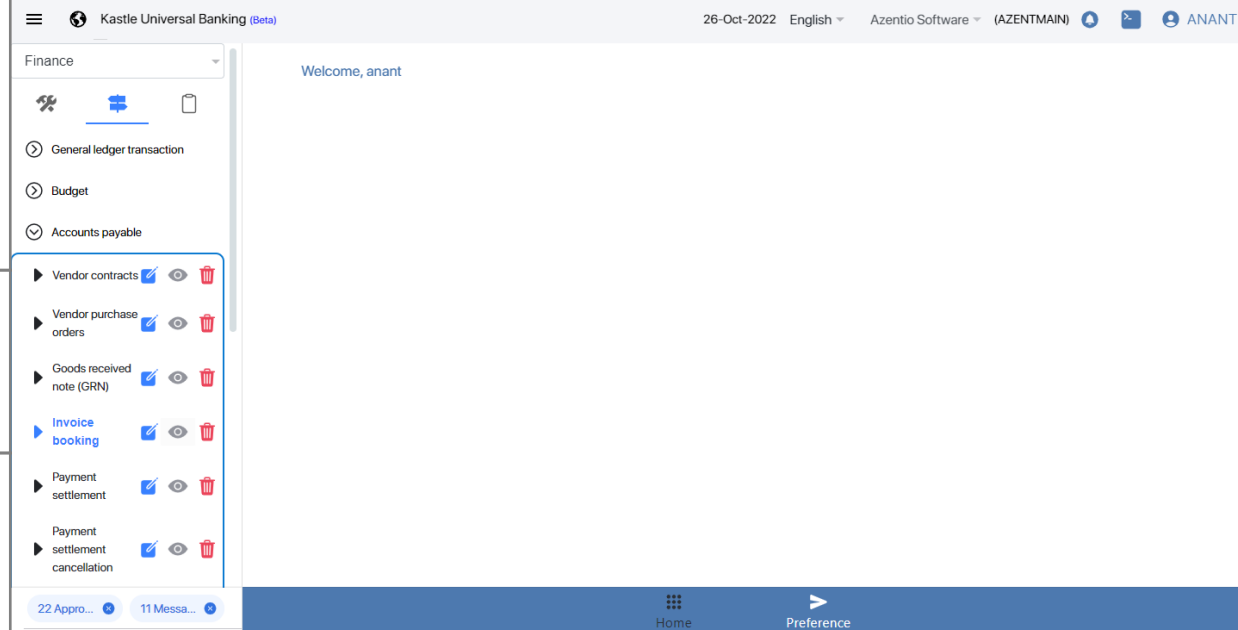 Kastle Universal Banking (Beta)
26-Oct-2022 English Azentio Software (AZENTMAIN) ANANT
Finance
Welcome, anant
General ledger transaction
Budget
Accounts payable
Vendor contracts
Vendor purchase
orders
Goods received
note (GRN)
Invoice
booking
Payment
settlement
Payment
settlement
cancellation
22 Appro... 11 Messa...
Home Preference